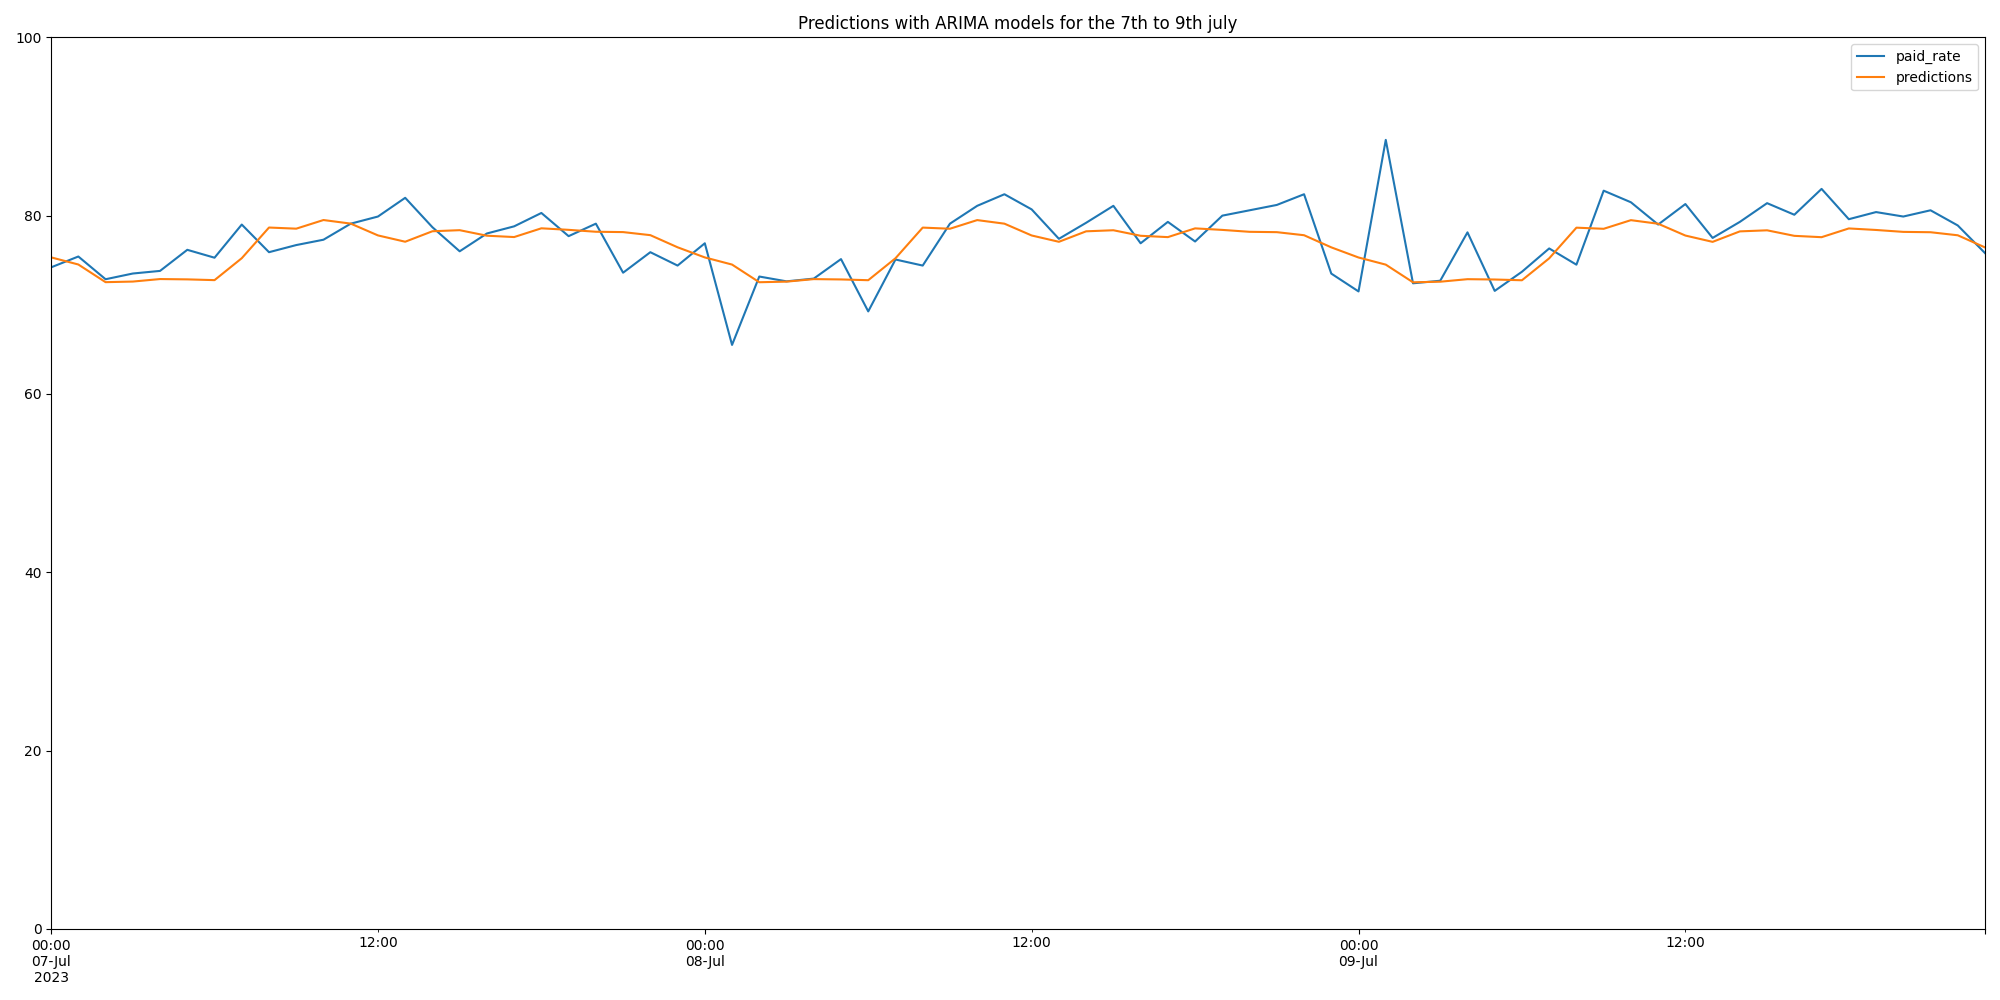 Predictions with ARIMA models for the 7th to 9th july
100
80
60
40
20
0
paid_rate
predictions
00:00
07-Jul
2023
12:00
00:00
08-Jul
12:00
00:00
09-Jul
12:00